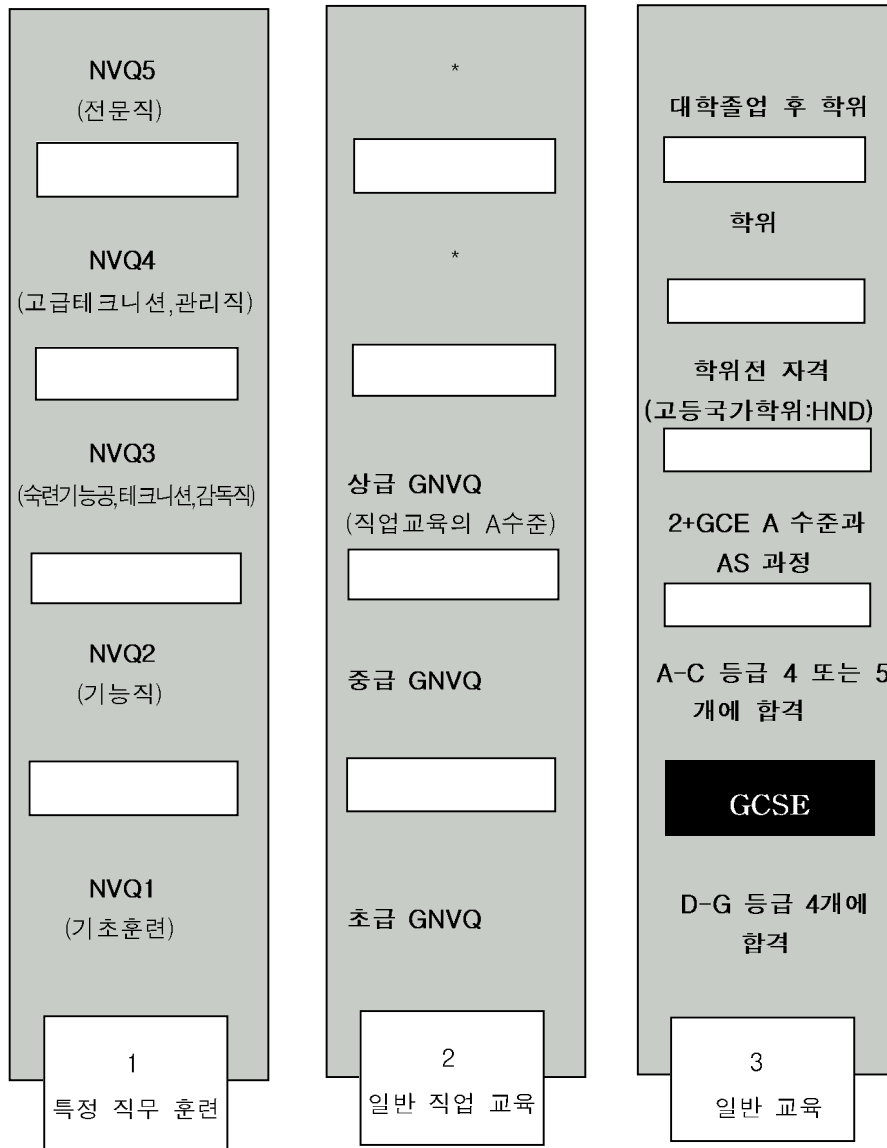 NVQ5
(전문직)
NVQ4
(고급테크니션,관리직)
NVQ3
(숙련기능공,테크니션,감독직)
NVQ2
(기능직)
NVQ1
(기초훈련)
1
특정 직무 훈련
*
*
상급 GNVQ
(직업교육의 A수준)
중급 GNVQ
초급 GNVQ
2
일반 직업 교육
대학졸업 후 학위
학위
학위전 자격
(고등국가학위:HND)
2+GCE A 수준과
AS 과정
A-C 등급 4 또는 5
개에 합격
GCSE
D-G 등급 4개에
합격
3
일반 교육